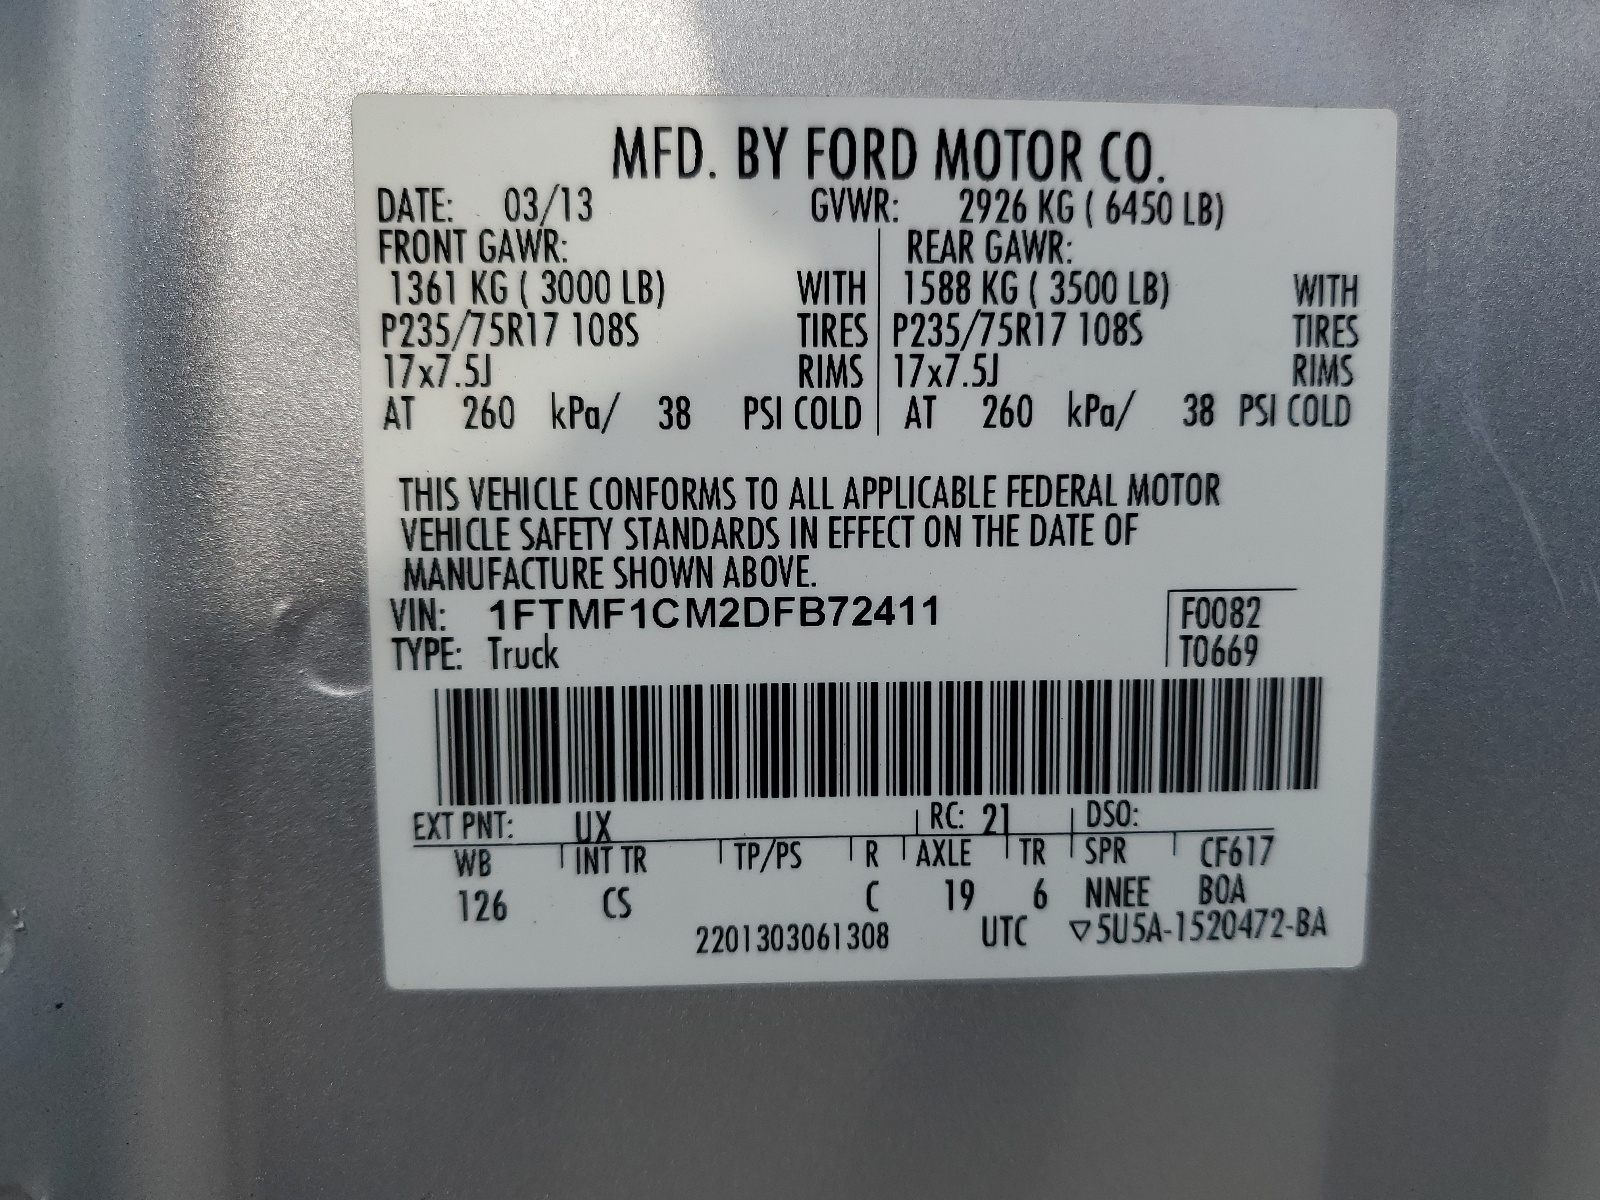 MFD. BY FORD MOTOR CO.
DATE: 03/13 GVWR: 2926 KG ( 6450 LB)
FRONT GAWR: REAR GAWR:
1361 KG ( 3000 LB) WITH 1588 KG ( 3500 LB) WITH
P235/75R17 108S TIRES P235/75R17 108S TIRES
17x7.5J RIMS 17x7.5J RIMS
AT 260 kPa/ 38 PSI COLD AT 260 kPa/ 38 PSI COLD
THIS VEHICLE CONFORMS TO ALL APPLICABLE FEDERAL MOTOR
VEHICLE SAFETY STANDARDS IN EFFECT ON THE DATE OF
MANUFACTURE SHOWN ABOVE.
VIN: 1FTMF1CM2DFB72411 F0082
TYPE: Truck T0669
EXT PNT: UX RC: 21 DSO:
WB INT TR TP/PS R AXLE TR SPR CF617
126 CS C 19 6 NNEE BOA
2201303061308 UTC ▽5U5A-1520472-BA